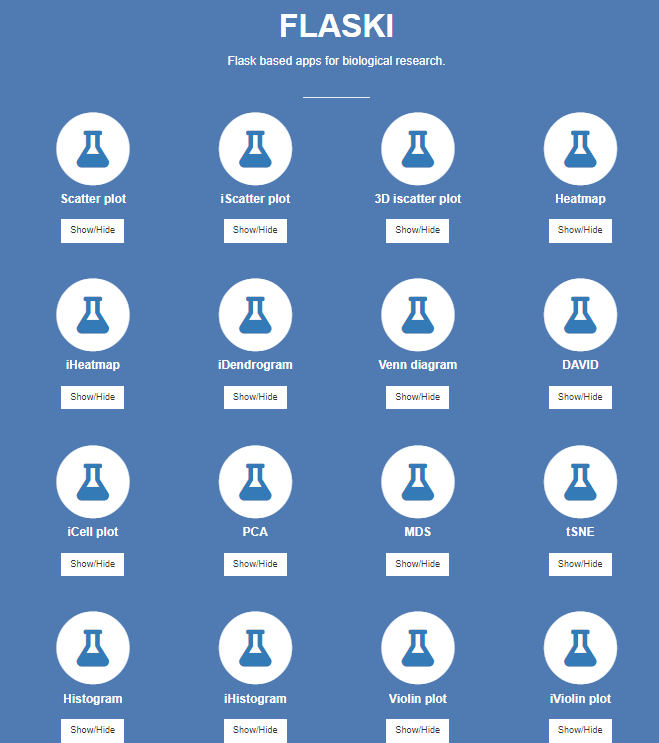 FLASKI
Flask based apps for biological research.
Scatter plot iScatter plot 3D iscatter plot Heatmap
Show/Hide Show/Hide Show/Hide Show/Hide
iHeatmap iDendrogram Venn diagram DAVID
Show/Hide Show/Hide Show/Hide Show/Hide
iCell plot PCA MDS tSNE
Show/Hide Show/Hide Show/Hide Show/Hide
Histogram iHistogram Violin plot iViolin plot
Show/Hide Show/Hide Show/Hide Show/Hide